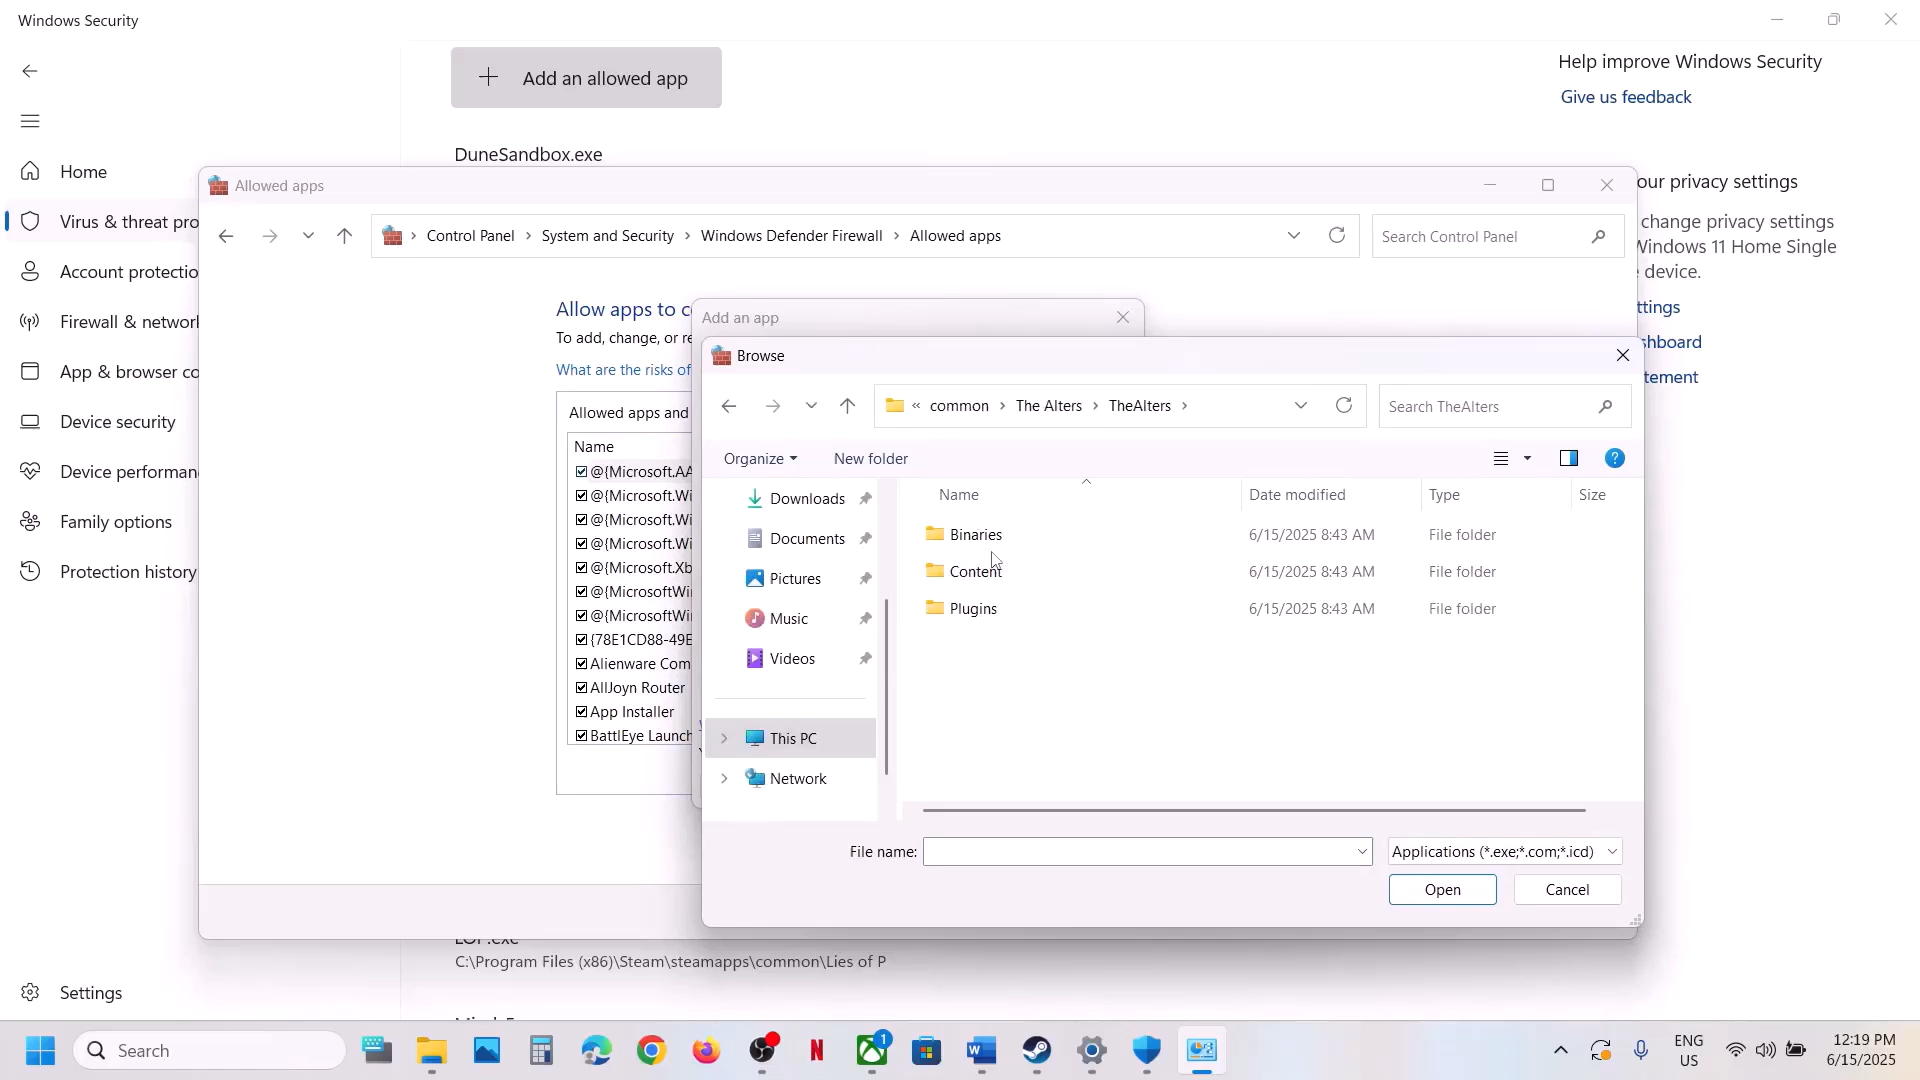 Windows Security
Add an allowed app
DuneSandbox.exe
Help improve Windows Security
Give us feedback
our privacy settings
change privacy settings
Windows 11 Home Single
device.
ttings
shboard
tement
Home
Virus & threat pro
Account protectio
Firewall & network
App & browser co
Device security
Device performan
Family options
Protection history
Settings
Allowed apps
Control Panel > System and Security > Windows Defender Firewall > Allowed apps
Search Control Panel
Allow apps to c
To add, change, or re
What are the risks of
Allowed apps and
Name
@{Microsoft.AA
@{Microsoft.Wi
@{Microsoft.Wi
@{Microsoft.Wi
@{Microsoft.Xb
@{MicrosoftWi
@{MicrosoftWi
{78E1CD88-49E
Alienware Com
AllJoyn Router
App Installer
BattlEye Launch
Add an app
Browse
« common > The Alters > TheAlters >
Search TheAlters
Organize
New folder
Downloads
Documents
Pictures
Music
Videos
This PC
Network
Name Date modified Type Size
Binaries 6/15/2025 8:43 AM File folder
Content 6/15/2025 8:43 AM File folder
Plugins 6/15/2025 8:43 AM File folder
File name:
Applications (*.exe;*.com;*.icd)
Open
Cancel
C:\Program Files (x86)\Steam\steamapps\common\Lies of P
Search
1
ENG
US
12:19 PM
6/15/2025